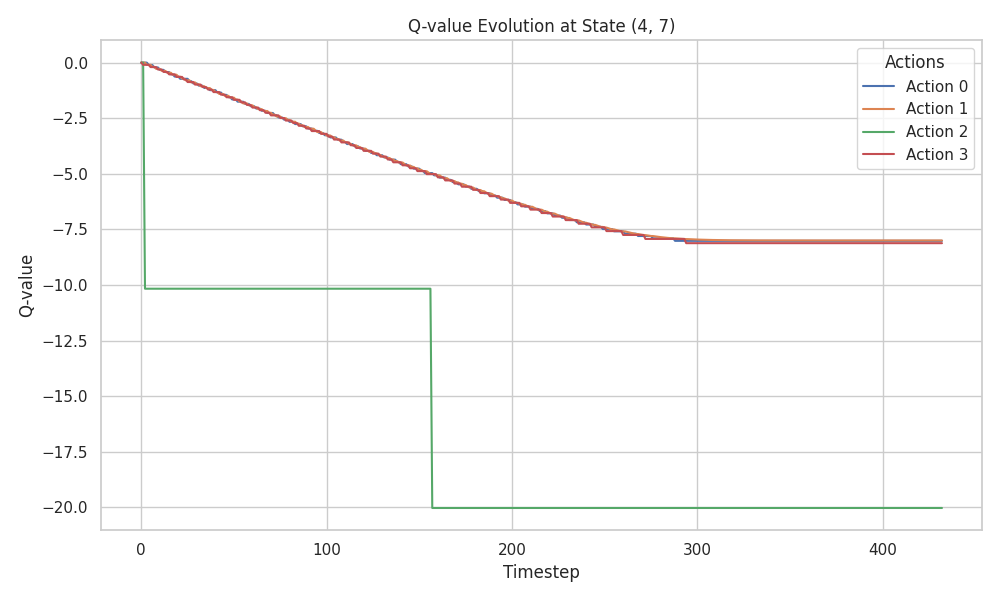 Q-value Evolution at State (4, 7)
Actions
Action 0
Action 1
Action 2
Action 3
Q-value
0.0
−2.5
−5.0
−7.5
−10.0
−12.5
−15.0
−17.5
−20.0
0 100 200 300 400
Timestep